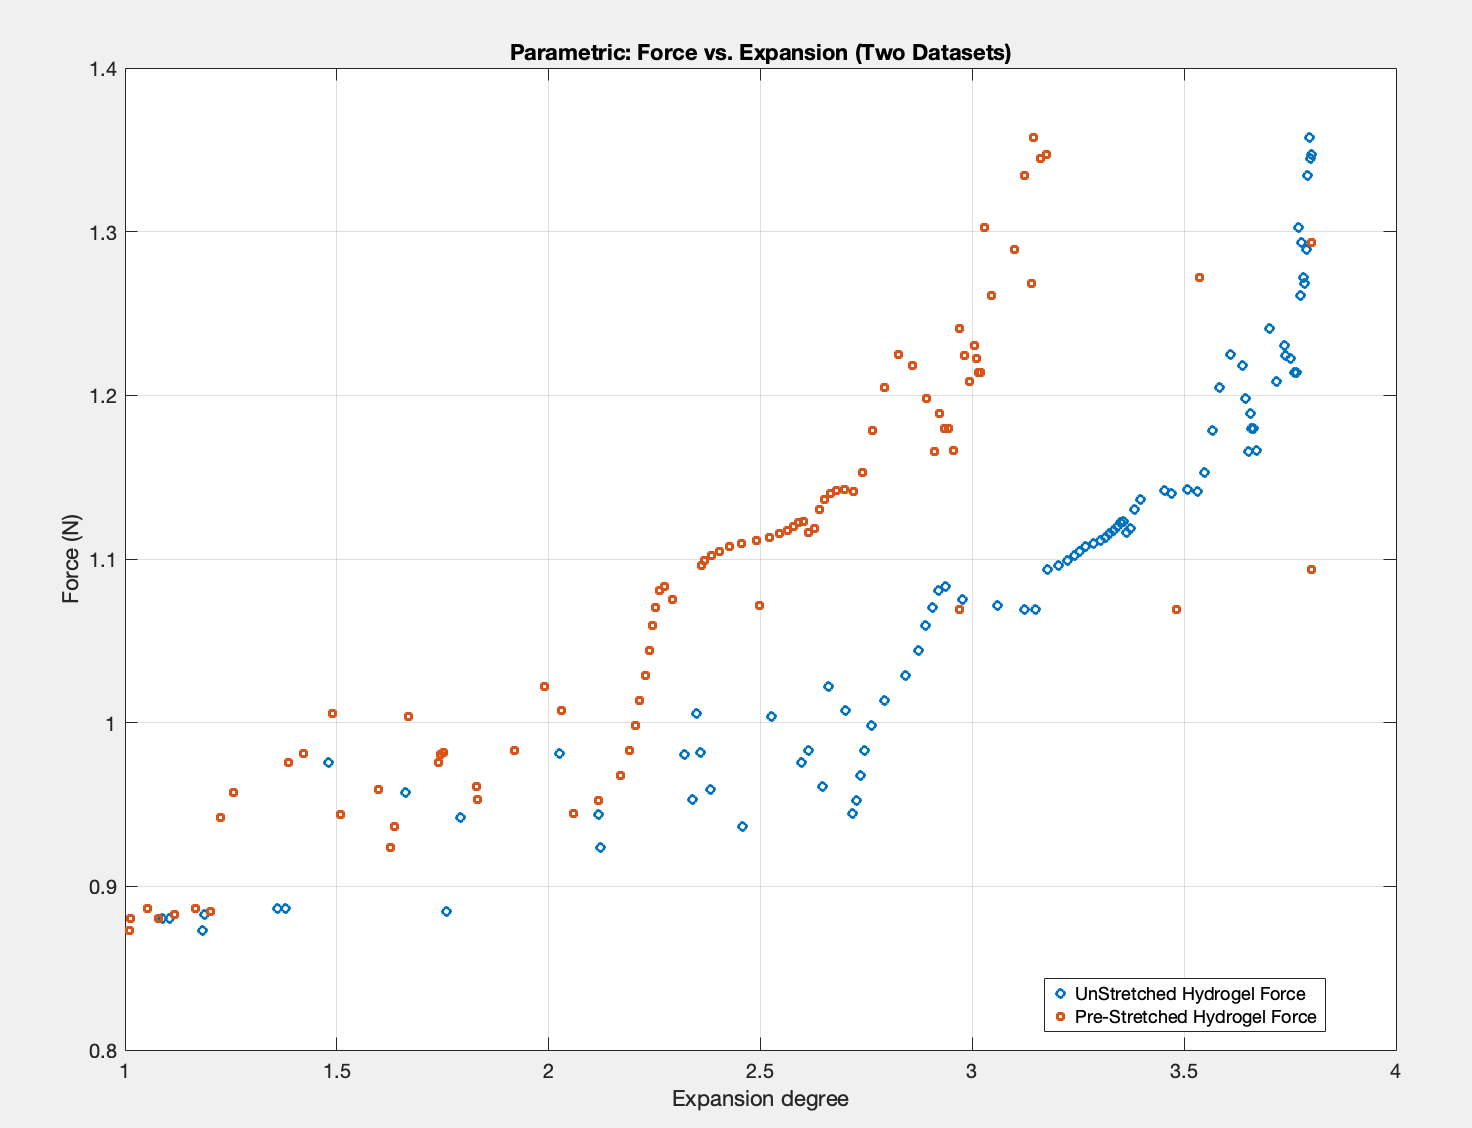 Parametric: Force vs. Expansion (Two Datasets)
1.4
1.3
1.2
1.1
1
0.9
0.8
Force (N)
1
1.5
2
2.5
3
3.5
4
Expansion degree
UnStretched Hydrogel Force
Pre-Stretched Hydrogel Force